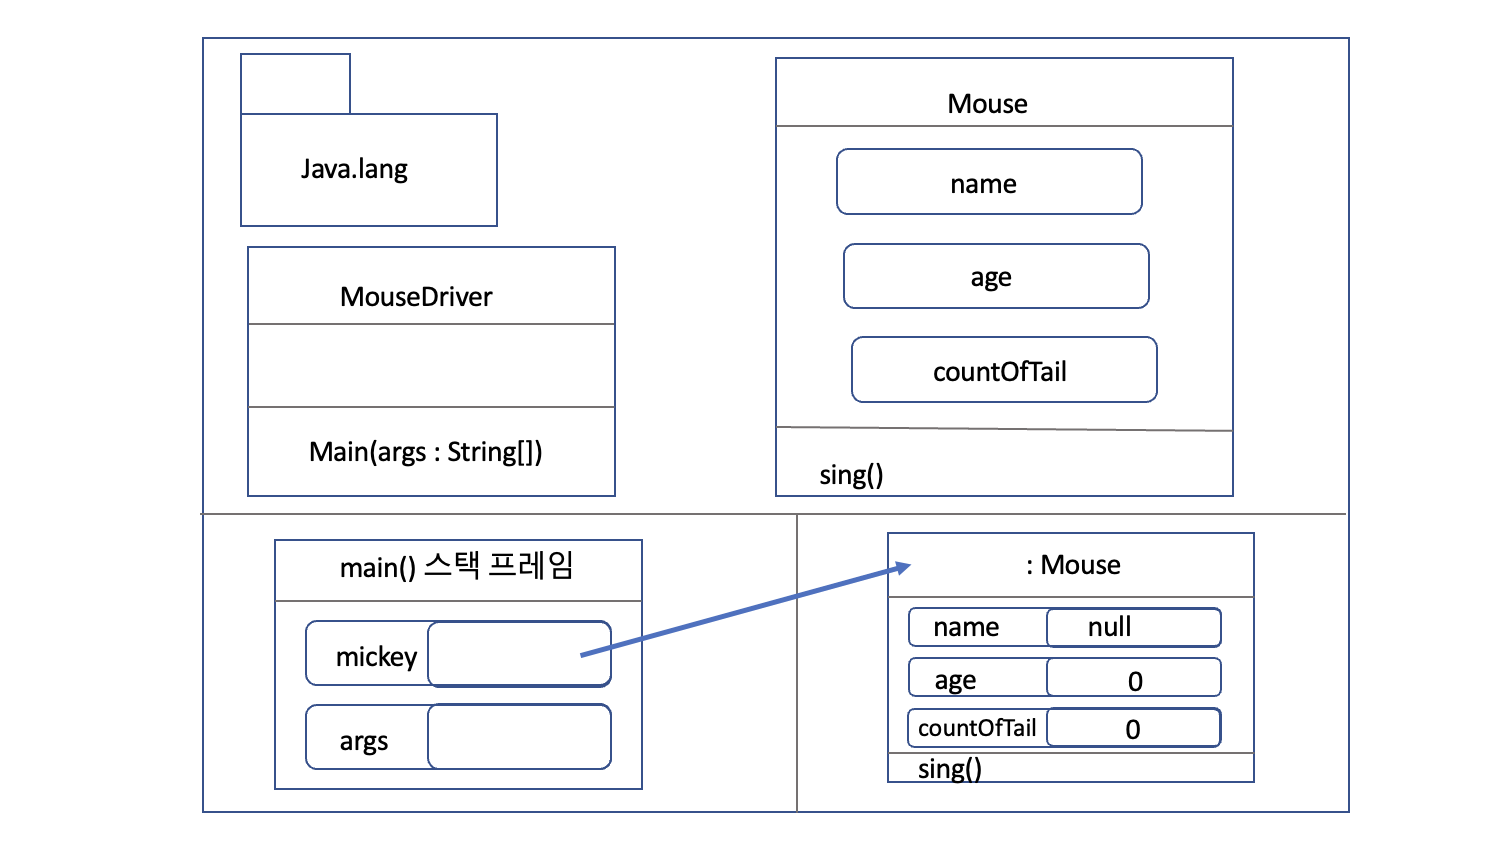 Java.lang
MouseDriver
Main(args : String[])
Mouse
name
age
countOfTail
sing()
main() 스택 프레임
mickey
args
: Mouse
name null
age 0
countOfTail 0
sing()